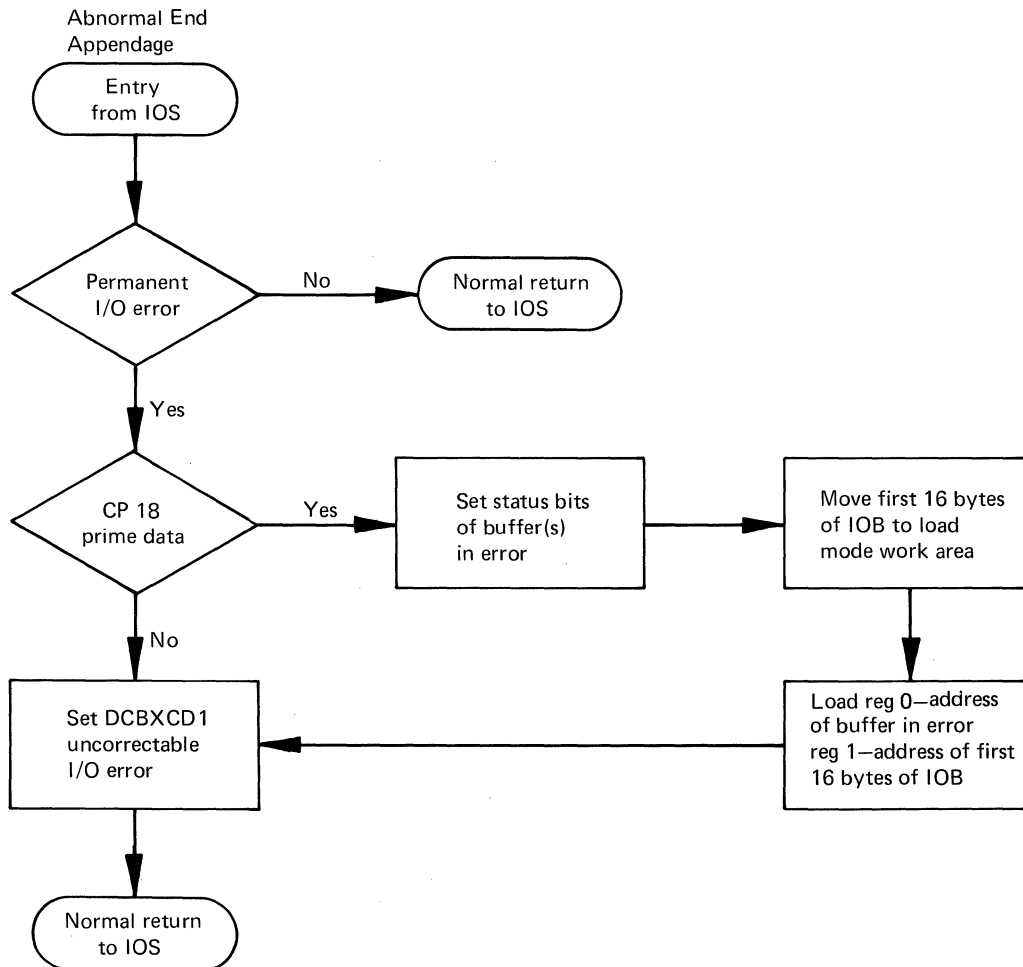 Abnormal End
Appendage
Entry
from IOS
Permanent
I/O error
No
Normal return
to IOS
Yes
CP 18
prime data
Yes
Set status bits
of buffer(s)
in error
Move first 16 bytes
of IOB to load
mode work area
No
Set DCBXCD1
uncorrectable
I/O error
Load reg 0—address
of buffer in error
reg 1—address of first
16 bytes of IOB
Normal return
to IOS